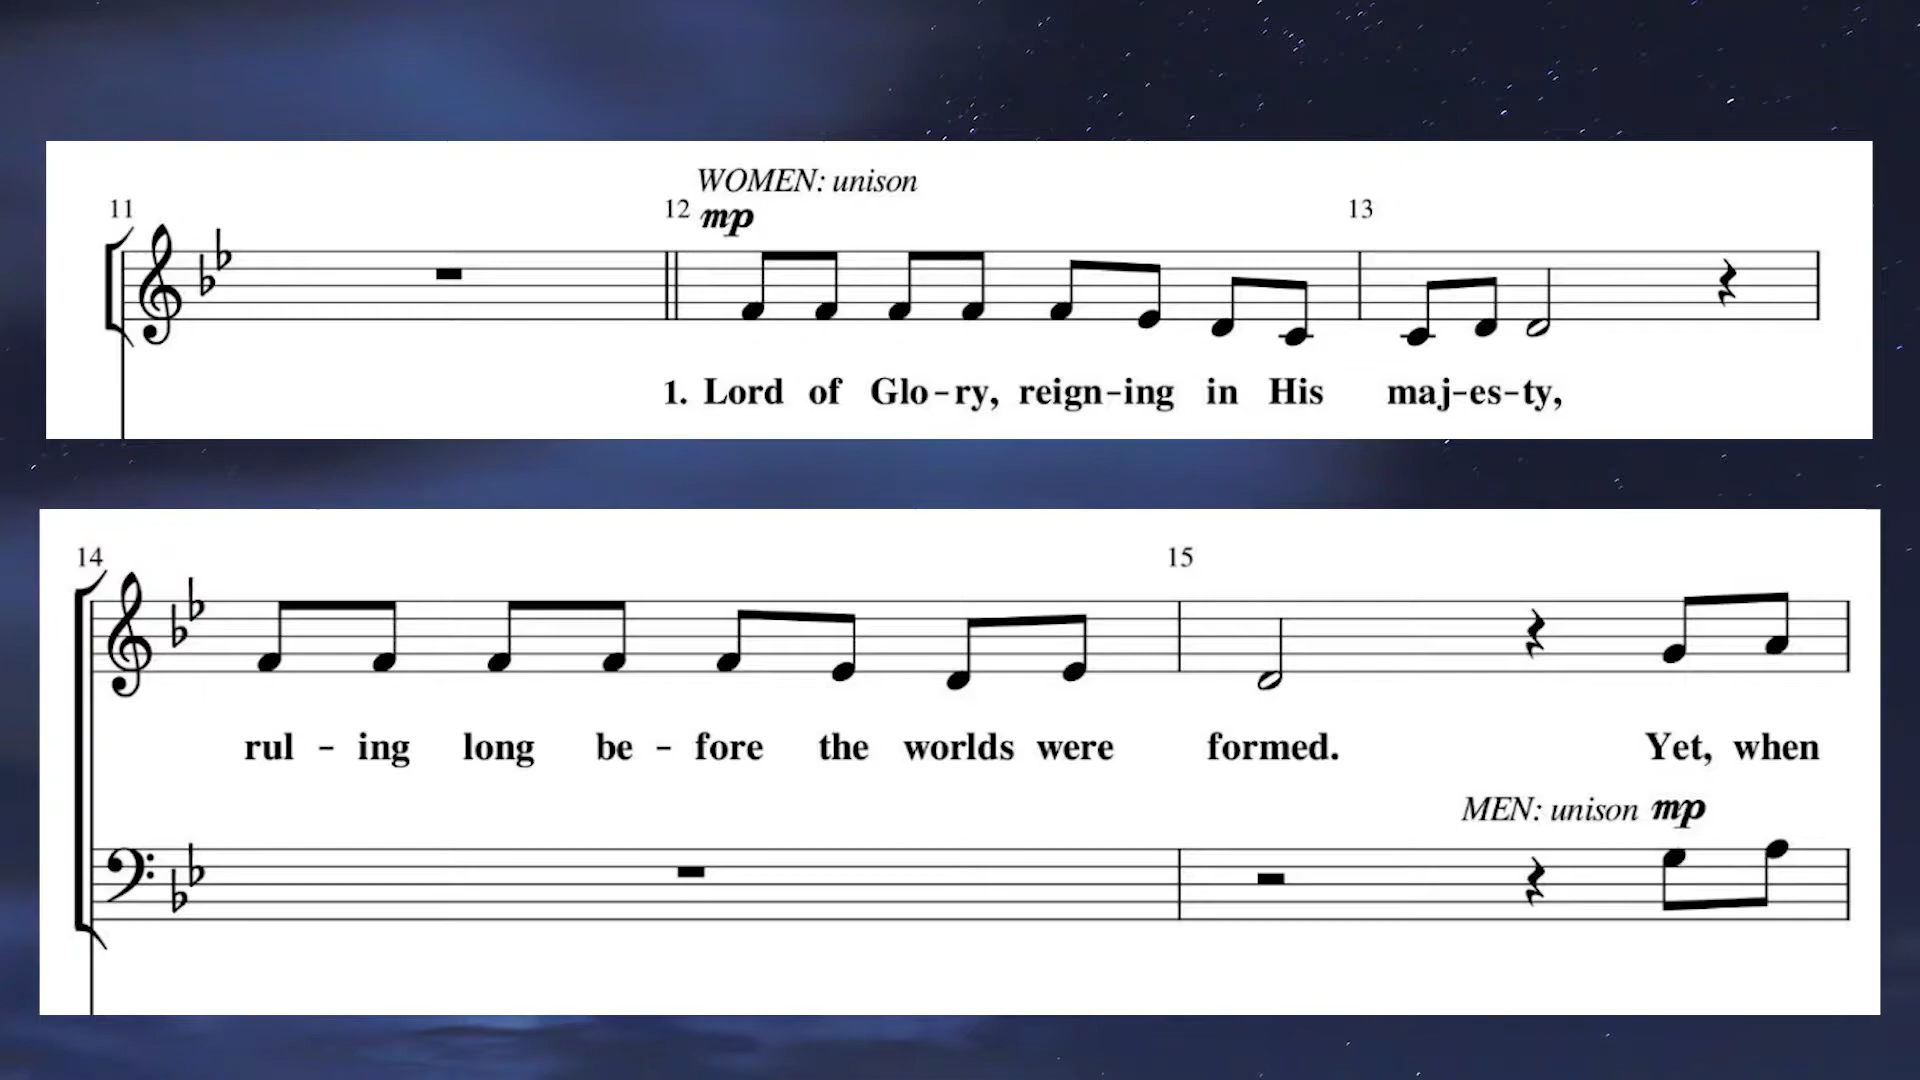 WOMEN: unison
11 12 mp 13
1. Lord of Glo-ry, reign-ing in His maj-es-ty,
14 15
rul - ing long be - fore the worlds were formed. Yet, when
MEN: unison mp